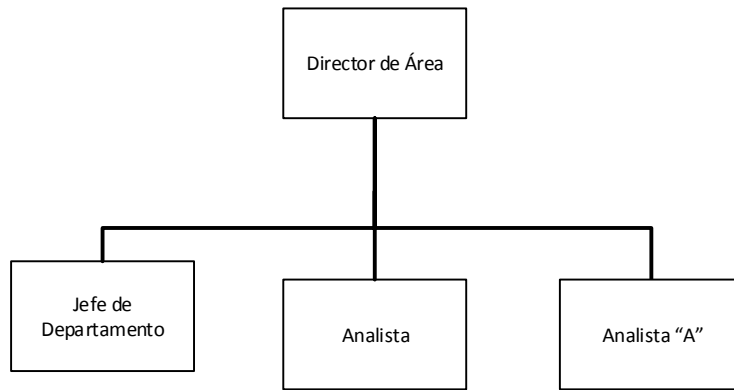 Director de Área
Jefe de
Departamento
Analista
Analista “A”